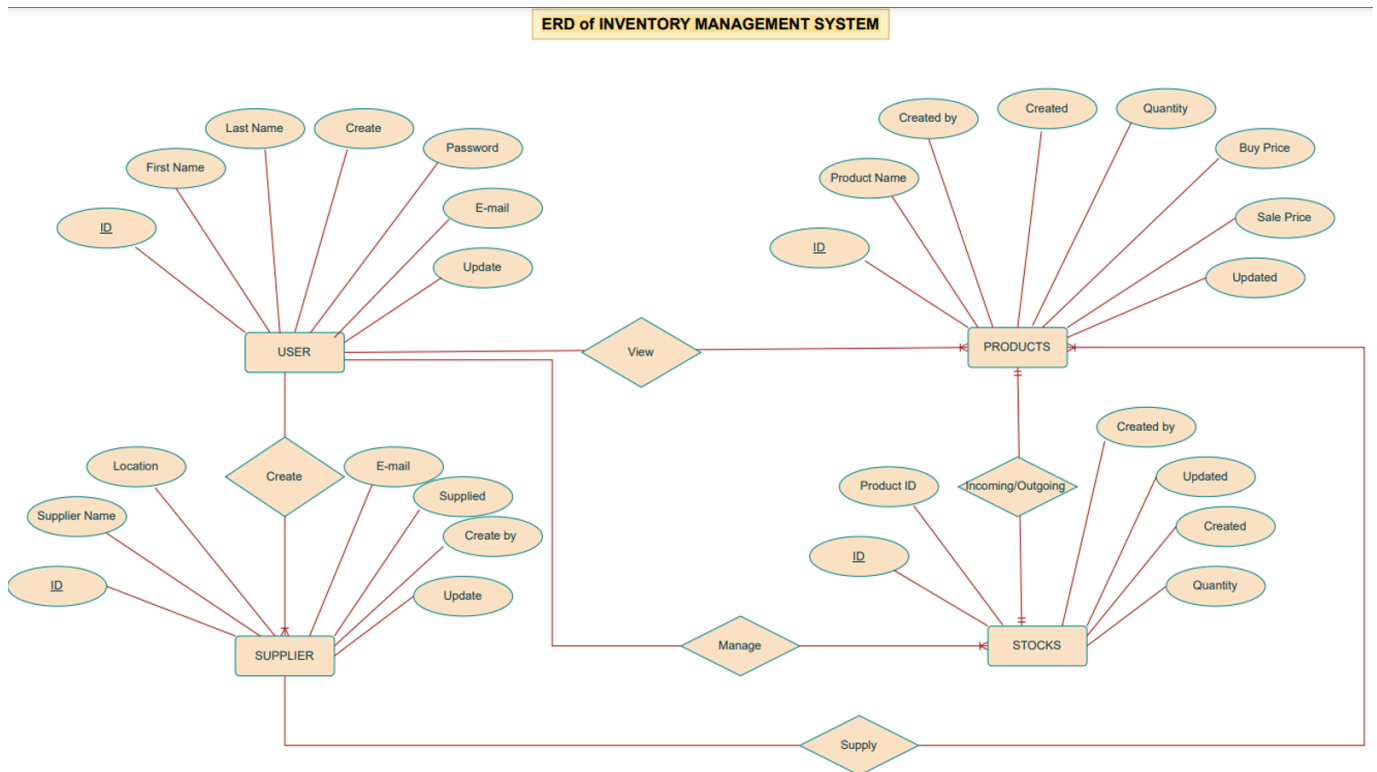 ERD of INVENTORY MANAGEMENT SYSTEM
Last Name
Create
First Name
Password
ID
E-mail
Update
USER
Created by
Created
Quantity
Product Name
Buy Price
ID
Sale Price
Updated
PRODUCTS
View
Create
Location
E-mail
Supplier Name
Supplied
Create by
ID
Update
SUPPLIER
Incoming/Outgoing
Created by
Product ID
Updated
ID
Created
Quantity
STOCKS
Manage
Supply